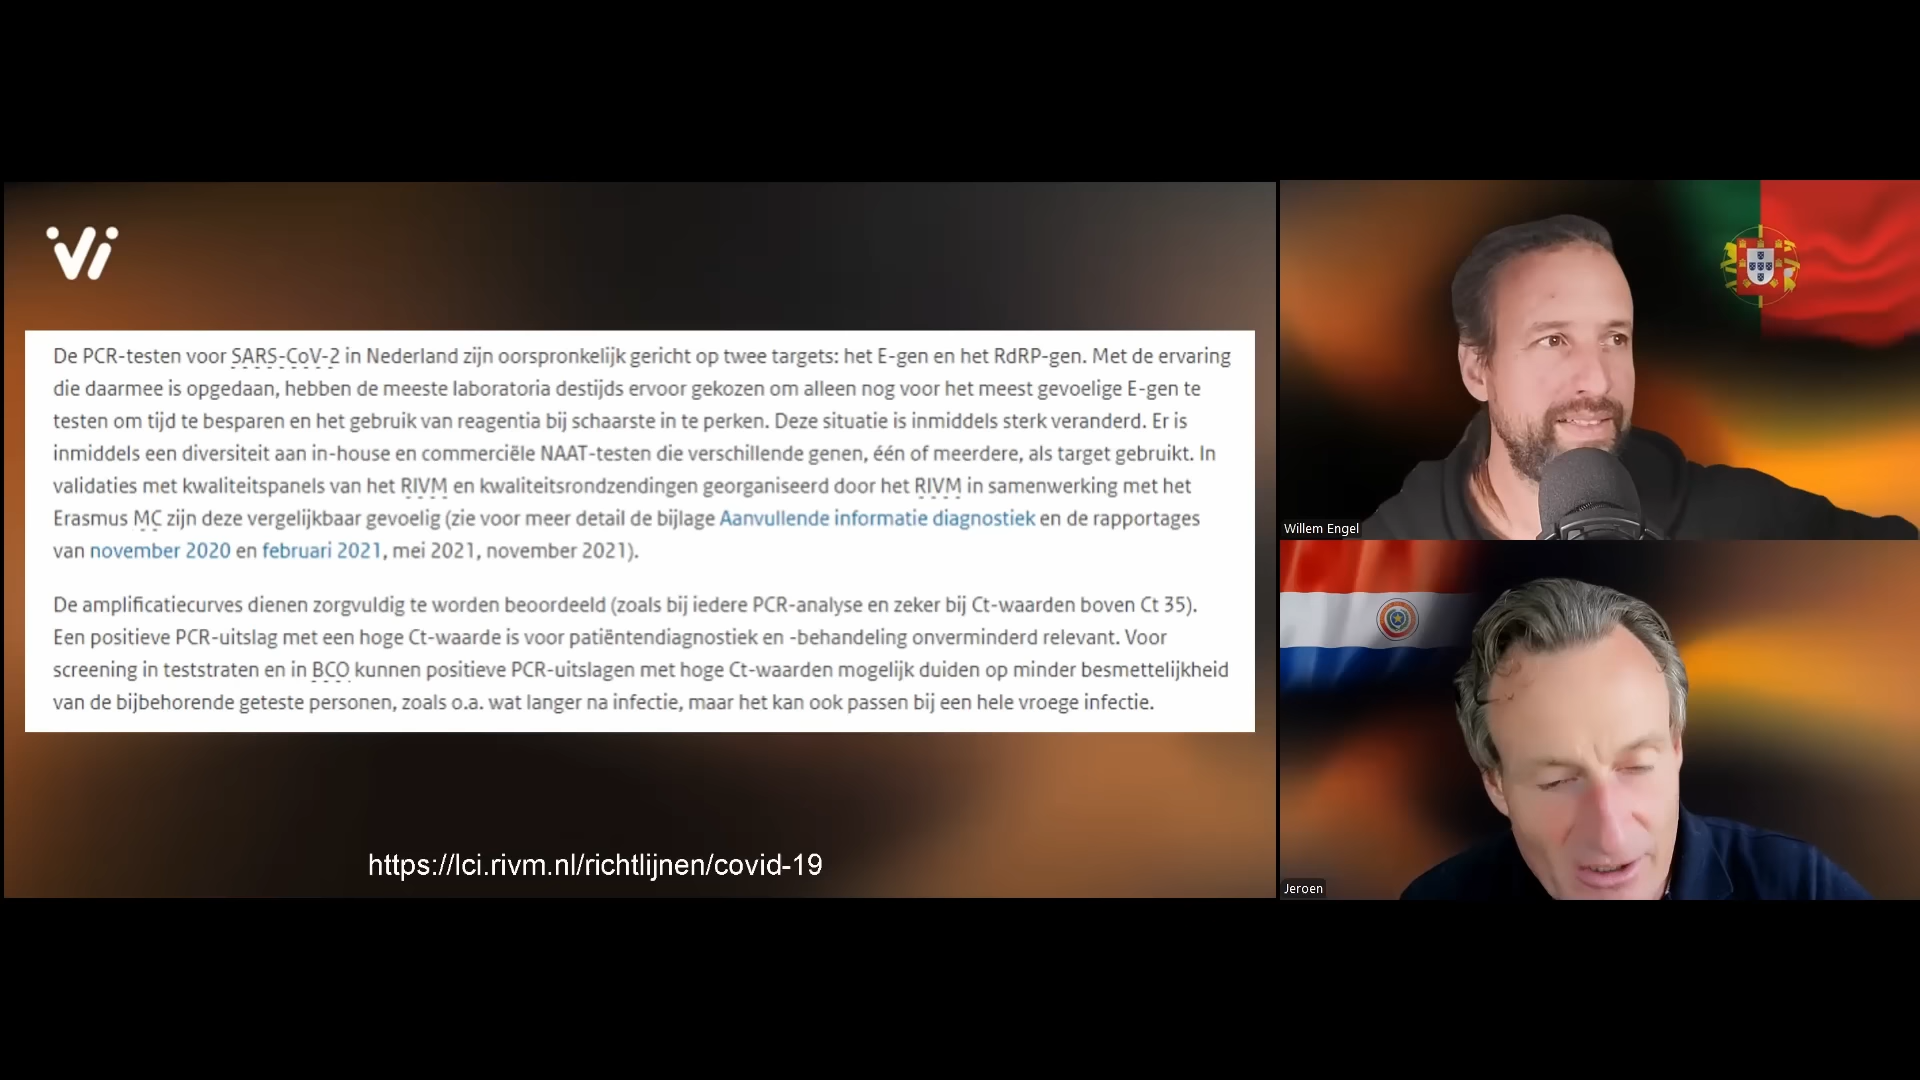 De PCR-testen voor SARS-CoV-2 in Nederland zijn oorspronkelijk gericht op twee targets: het E-gen en het RdRP-gen. Met de ervaring
die daarmee is opgedaan, hebben de meeste laboratoria destijds ervoor gekozen om alleen nog voor het meest gevoelige E-gen te
testen om tijd te besparen en het gebruik van reagentia bij schaarste in te perken. Deze situatie is inmiddels sterk veranderd. Er is
inmiddels een diversiteit aan in-house en commerciële NAAT-testen die verschillende genen, één of meerdere, als target gebruikt. In
validaties met kwaliteitspanels van het RIVM en kwaliteitsrondzendingen georganiseerd door het RIVM in samenwerking met het
Erasmus MC zijn deze vergelijkbaar gevoelig (zie voor meer detail de bijlage Aanvullende informatie diagnostiek en de rapportages
van november 2020 en februari 2021, mei 2021, november 2021).
De amplificatiecurves dienen zorgvuldig te worden beoordeeld (zoals bij iedere PCR-analyse en zeker bij Ct-waarden boven Ct 35).
Een positieve PCR-uitslag met een hoge Ct-waarde is voor patiëntendiagnostiek en -behandeling onverminderd relevant. Voor
screening in teststraten en in BCO kunnen positieve PCR-uitslagen met hoge Ct-waarden mogelijk duiden op minder besmettelijkheid
van de bijbehorende geteste personen, zoals o.a. wat langer na infectie, maar het kan ook passen bij een hele vroege infectie.
https://lci.rivm.nl/richtlijnen/covid-19
Willem Engel
Jeroen